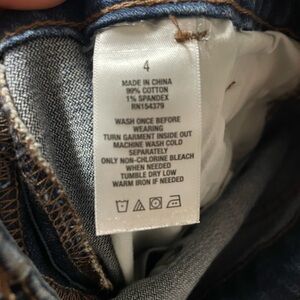 4
MADE IN CHINA
99% COTTON
1% SPANDEX
RN154379
WASH ONCE BEFORE
WEARING
TURN GARMENT INSIDE OUT
MACHINE WASH COLD
SEPARATELY
ONLY NON-CHLORINE BLEACH
WHEN NEEDED
TUMBLE DRY LOW
WARM IRON IF NEEDED